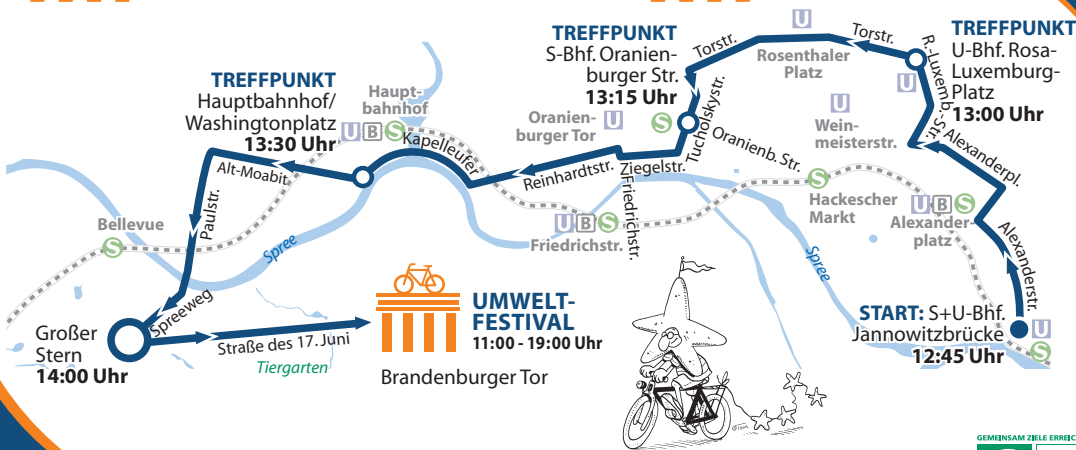 TREFFPUNKT
Hauptbahnhof/
Washingtonplatz
13:30 Uhr
U B S
Haupt-
bahnhof
TREFFPUNKT
S-Bhf. Oranien-
burger Str.
13:15 Uhr
TREFFPUNKT
U-Bhf. Rosa-
Luxemburg-
Platz
13:00 Uhr
START: S+U-Bhf.
Jannowitzbrücke
12:45 Uhr
U
S
Alexanderstr.
Alexanderpl.
R.-Luxemb.-Str.
U
Torstr.
U
Rosenthaler
Platz
Torstr.
Tucholskystr.
S
Oranienb. Str.
Oranien-
burger Tor
U
U
Wein-
meisterstr.
S
Hackescher
Markt
U B S
Alexander-
platz
Ziegelstr.
Friedrichstr.
U B S
Friedrichstr.
Reinhardtstr.
Kapelleufer
Alt-Moabit
Paulstr.
Bellevue
S
Spree
Spree
Spreeweg
Großer
Stern
14:00 Uhr
Straße des 17. Juni
Tiergarten
UMWELT-
FESTIVAL
11:00 - 19:00 Uhr
Brandenburger Tor